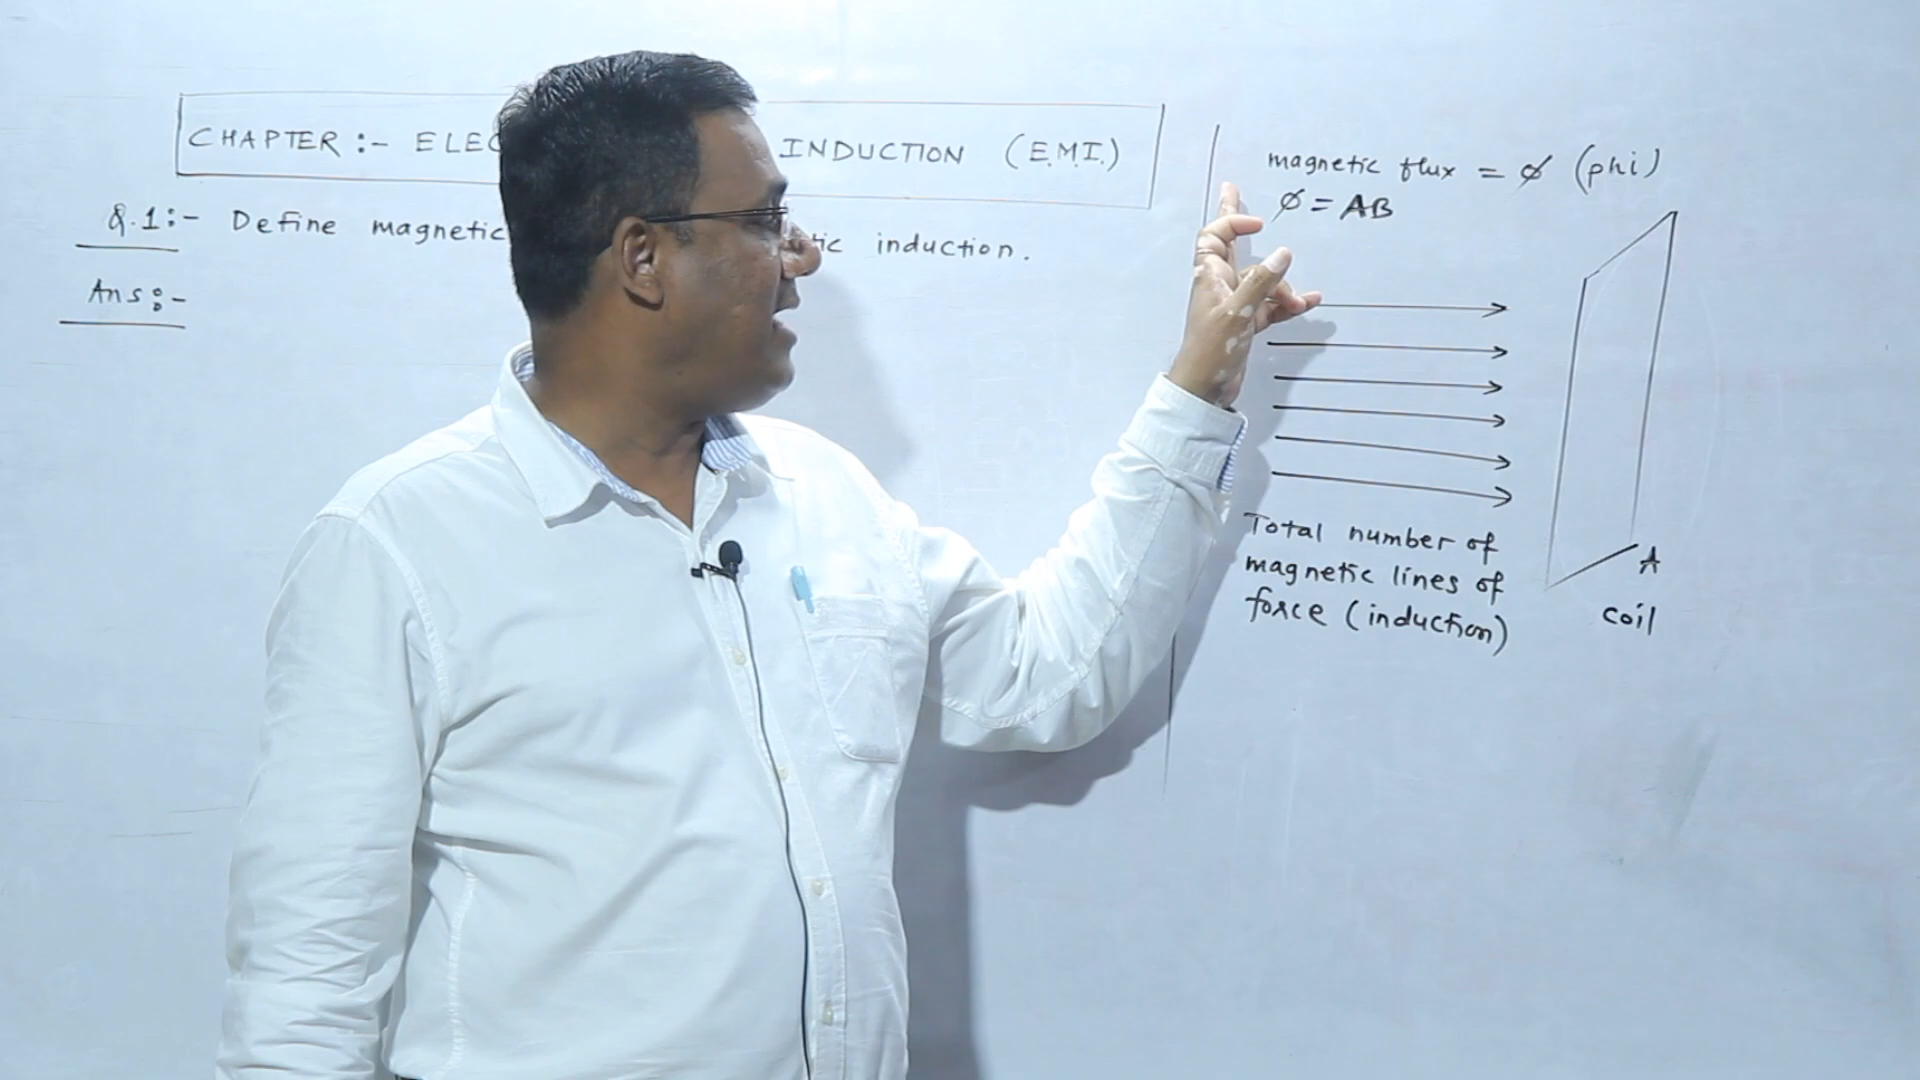 CHAPTER :- ELEC INDUCTION (E.M.I.)
Q.1:- Define magnetic tic induction.
Ans :-
magnetic flux = ϕ (phi)
ϕ = AB
Total number of
magnetic lines of
force (induction)
A
coil